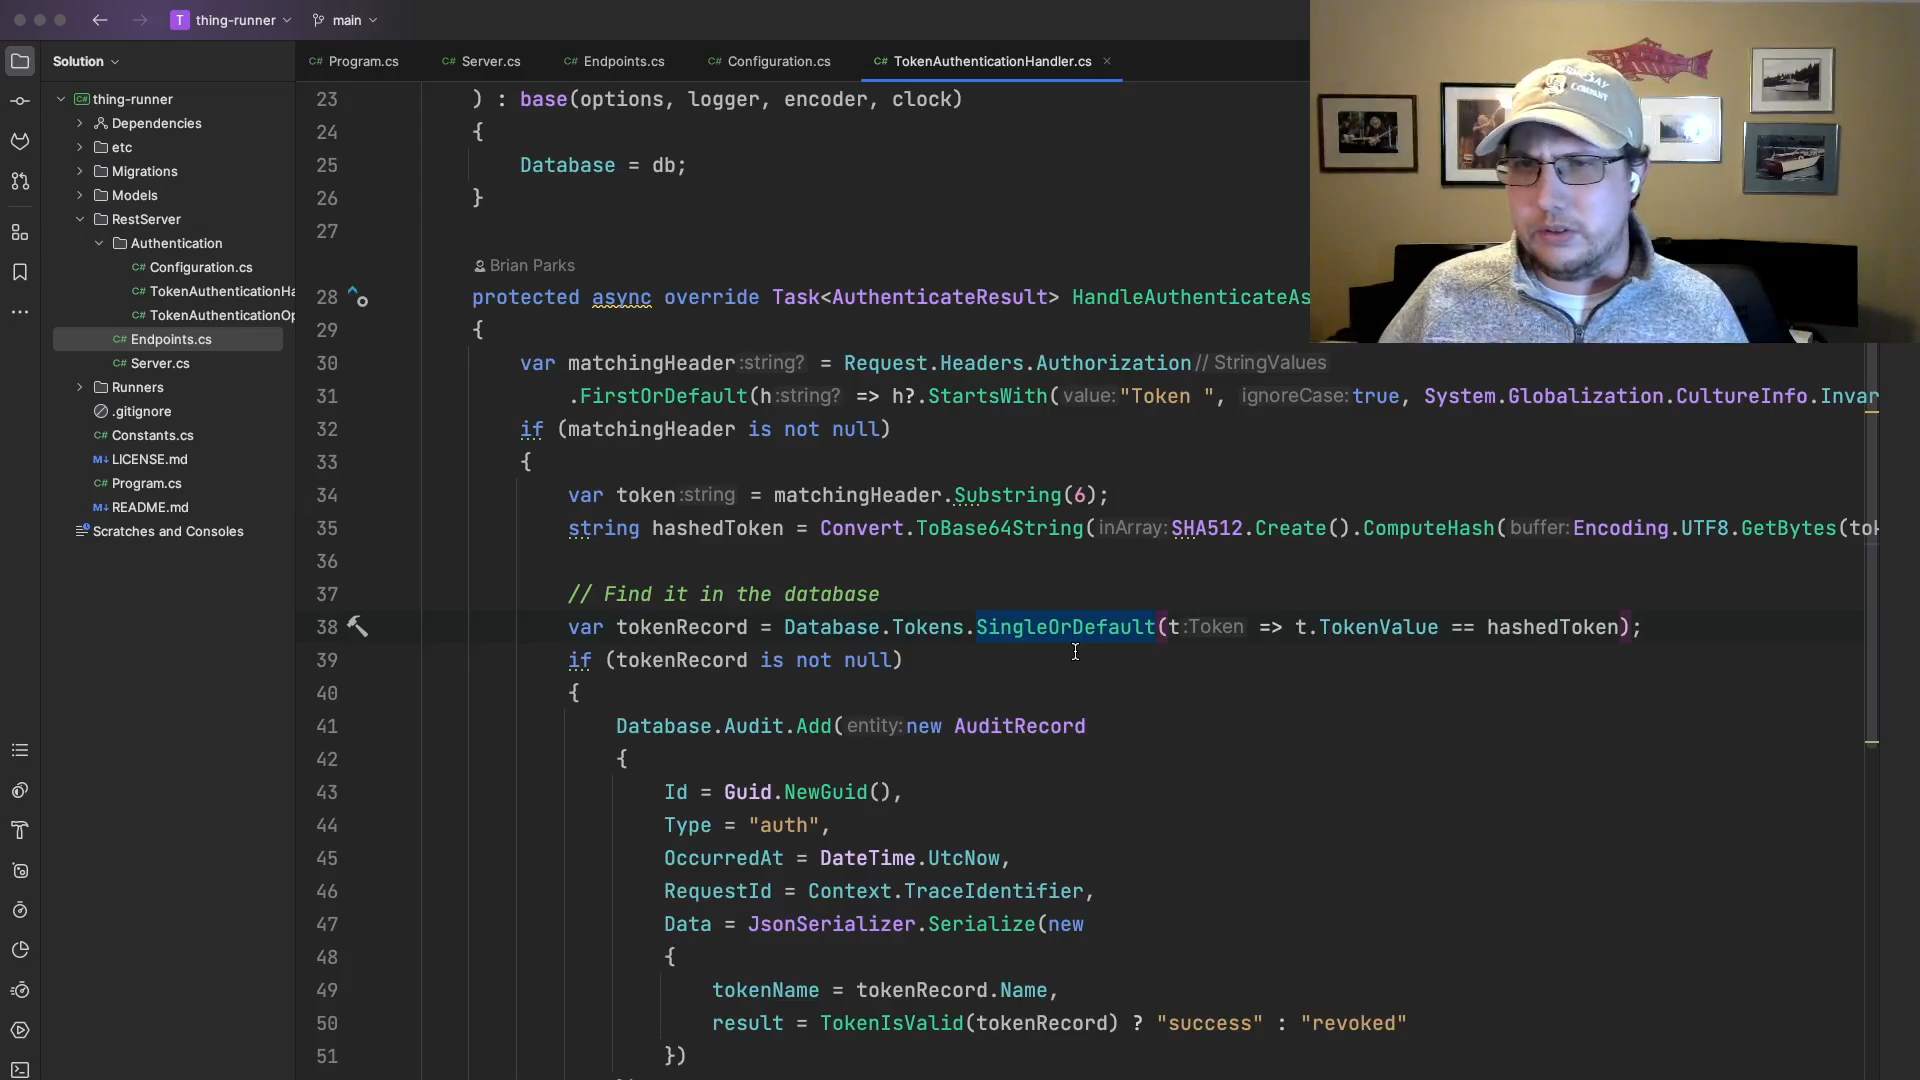 thing-runner
main
Solution
Program.cs
Server.cs
Endpoints.cs
Configuration.cs
TokenAuthenticationHandler.cs
thing-runner
Dependencies
etc
Migrations
Models
RestServer
Authentication
Configuration.cs
TokenAuthenticationHa
TokenAuthenticationOp
Endpoints.cs
Server.cs
Runners
.gitignore
Constants.cs
LICENSE.md
Program.cs
README.md
Scratches and Consoles
23 ) : base(options, logger, encoder, clock)
24 {
25 Database = db;
26 }
27
Brian Parks
28 protected async override Task<AuthenticateResult> HandleAuthenticateAs
29 {
30 var matchingHeader :string? = Request.Headers.Authorization // StringValues
31 .FirstOrDefault(h :string? => h?.StartsWith( value: "Token ", ignoreCase: true, System.Globalization.CultureInfo.Invar
32 if (matchingHeader is not null)
33 {
34 var token :string = matchingHeader.Substring(6);
35 string hashedToken = Convert.ToBase64String( inArray: SHA512.Create().ComputeHash( buffer: Encoding.UTF8.GetBytes(tok
36
37 // Find it in the database
38 var tokenRecord = Database.Tokens.SingleOrDefault(t :Token => t.TokenValue == hashedToken);
39 if (tokenRecord is not null)
40 {
41 Database.Audit.Add( entity: new AuditRecord
42 {
43 Id = Guid.NewGuid(),
44 Type = "auth",
45 OccurredAt = DateTime.UtcNow,
46 RequestId = Context.TraceIdentifier,
47 Data = JsonSerializer.Serialize(new
48 {
49 tokenName = tokenRecord.Name,
50 result = TokenIsValid(tokenRecord) ? "success" : "revoked"
51 })